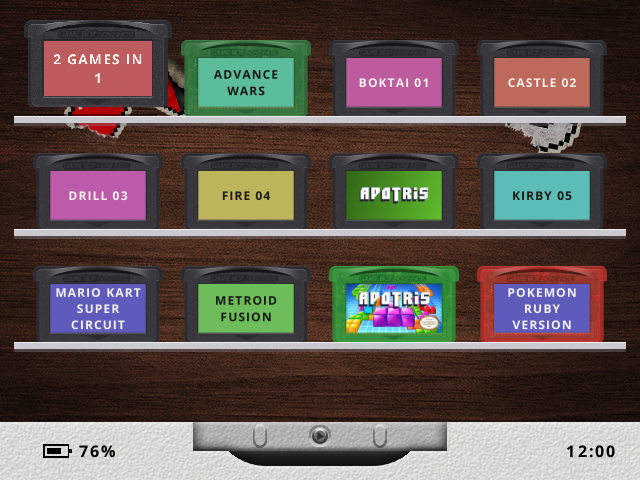 2 GAMES IN
1
ADVANCE
WARS
BOKTAI 01
CASTLE 02
DRILL 03
FIRE 04
APOTRIS
KIRBY 05
MARIO KART
SUPER
CIRCUIT
METROID
FUSION
APOTRIS
POKEMON
RUBY
VERSION
76%
12:00